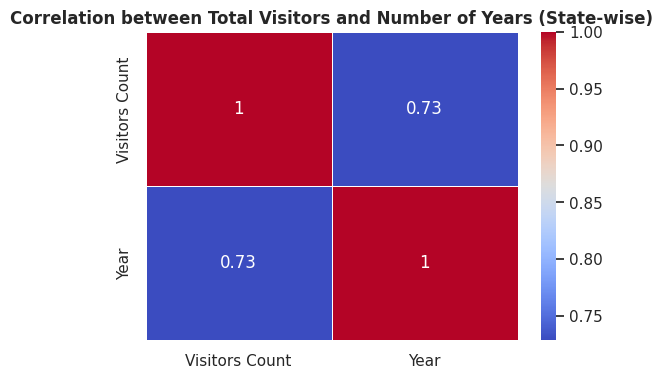 Correlation between Total Visitors and Number of Years (State-wise)
Visitors Count
Year
1
0.73
0.73
1
Visitors Count
Year
1.00
0.95
0.90
0.85
0.80
0.75